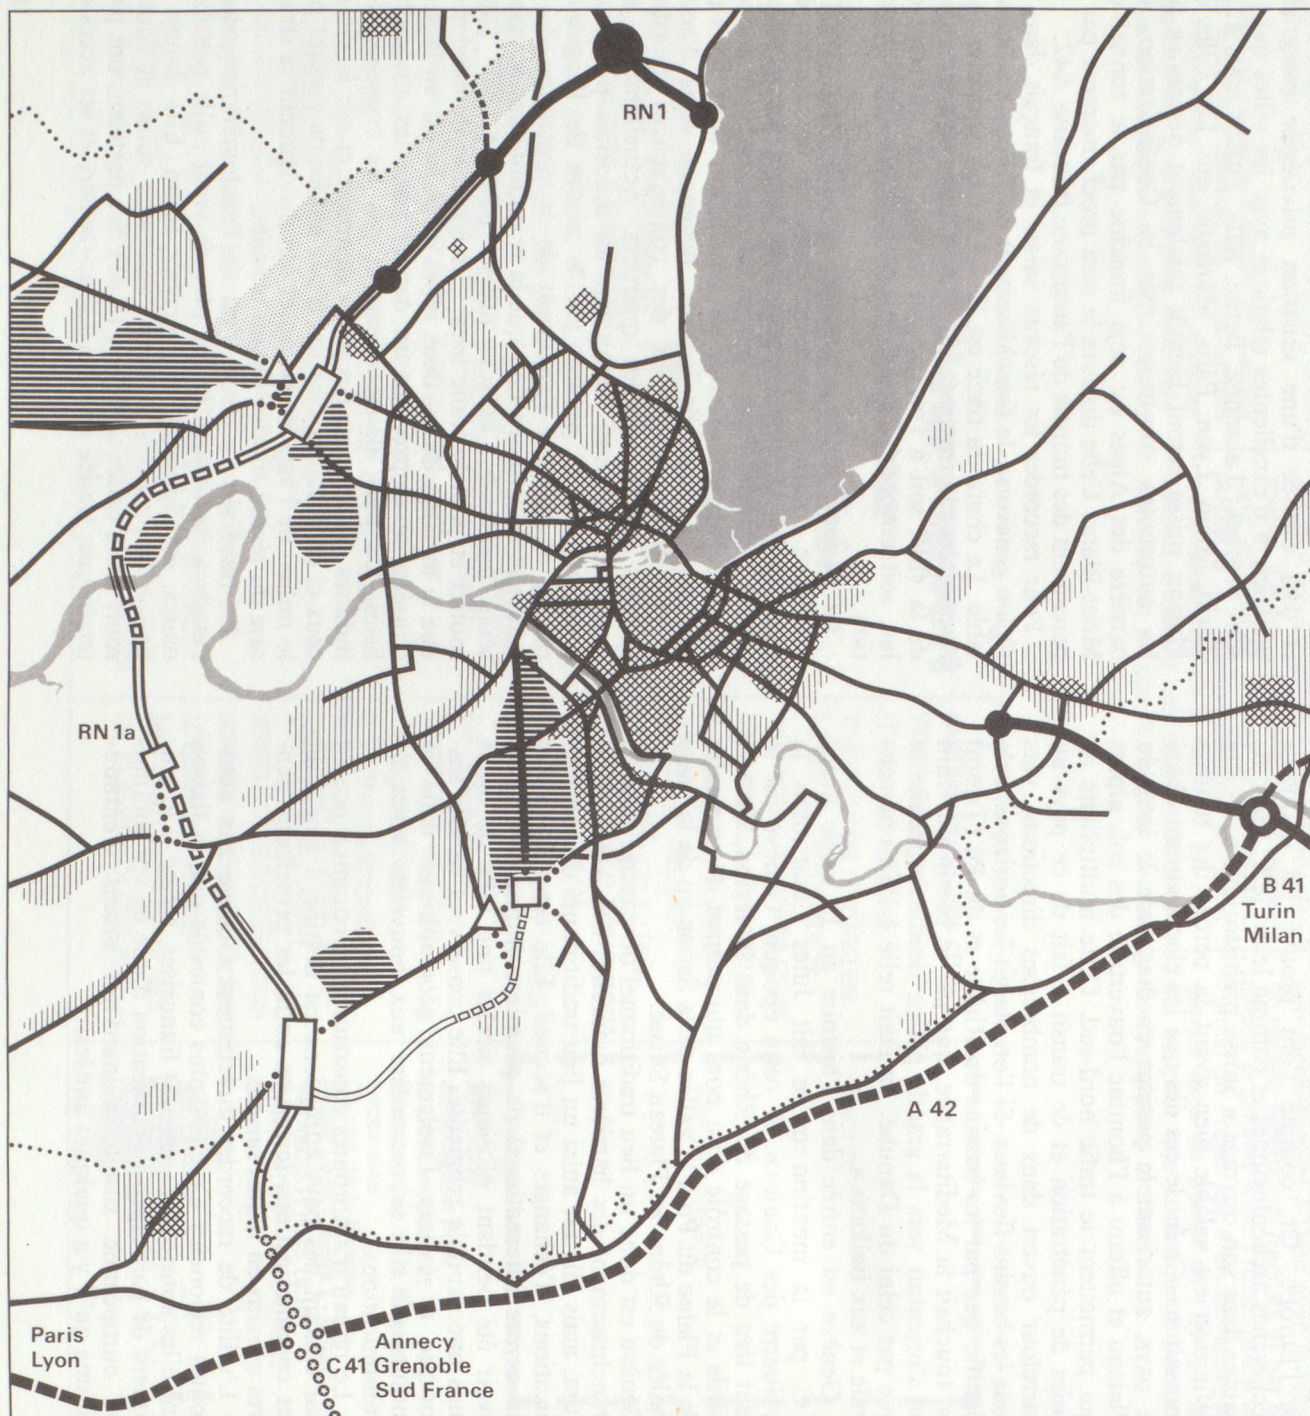 RN1
RN 1a
B 41
Turin
Milan
A 42
Paris
Lyon
Annecy
C 41 Grenoble
Sud France